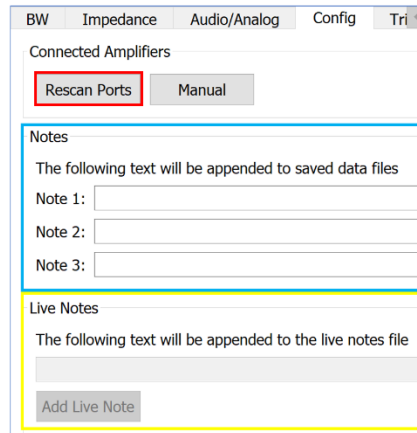 BW Impedance Audio/Analog Config Tri
Connected Amplifiers
Rescan Ports Manual
Notes
The following text will be appended to saved data files
Note 1:
Note 2:
Note 3:
Live Notes
The following text will be appended to the live notes file
Add Live Note